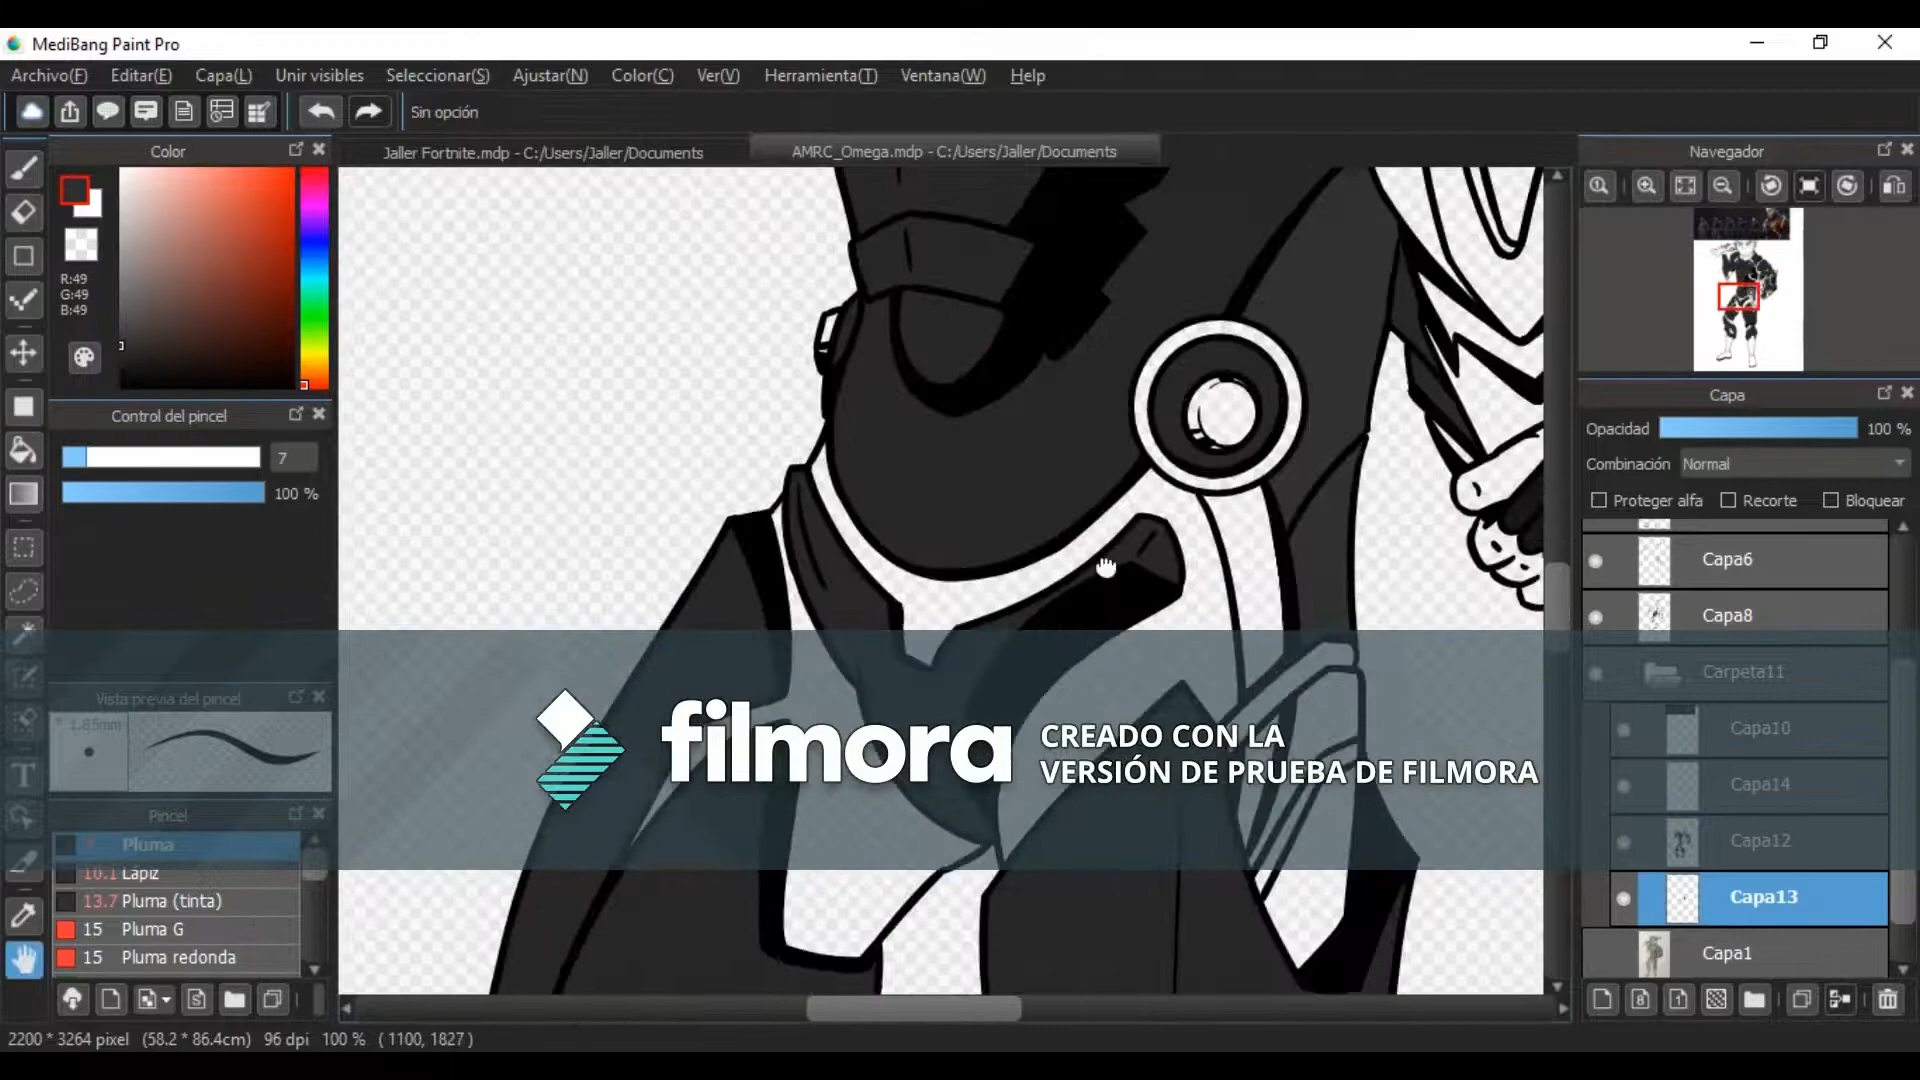 MediBang Paint Pro
Archivo(F) Editar(E) Capa(L) Unir visibles Seleccionar(S) Ajustar(N) Color(C) Ver(V) Herramienta(T) Ventana(W) Help
Sin opción
Color
Jaller Fortnite.mdp - C:/Users/Jaller/Documents
AMRC_Omega.mdp - C:/Users/Jaller/Documents
Navegador
R:49
G:49
B:49
Control del pincel
7
100 %
Capa
Opacidad 100 %
Combinación Normal
Proteger alfa Recorte Bloquear
Capa6
Capa8
Carpeta11
Capa10
Capa14
Capa12
Capa13
Capa1
Vista previa del pincel
1.85mm
filmora
CREADO CON LA
VERSIÓN DE PRUEBA DE FILMORA
Pincel
Pluma
10.1 Lápiz
13.7 Pluma (tinta)
15 Pluma G
15 Pluma redonda
2200 * 3264 pixel (58.2 * 86.4cm) 96 dpi 100 % ( 1100, 1827 )